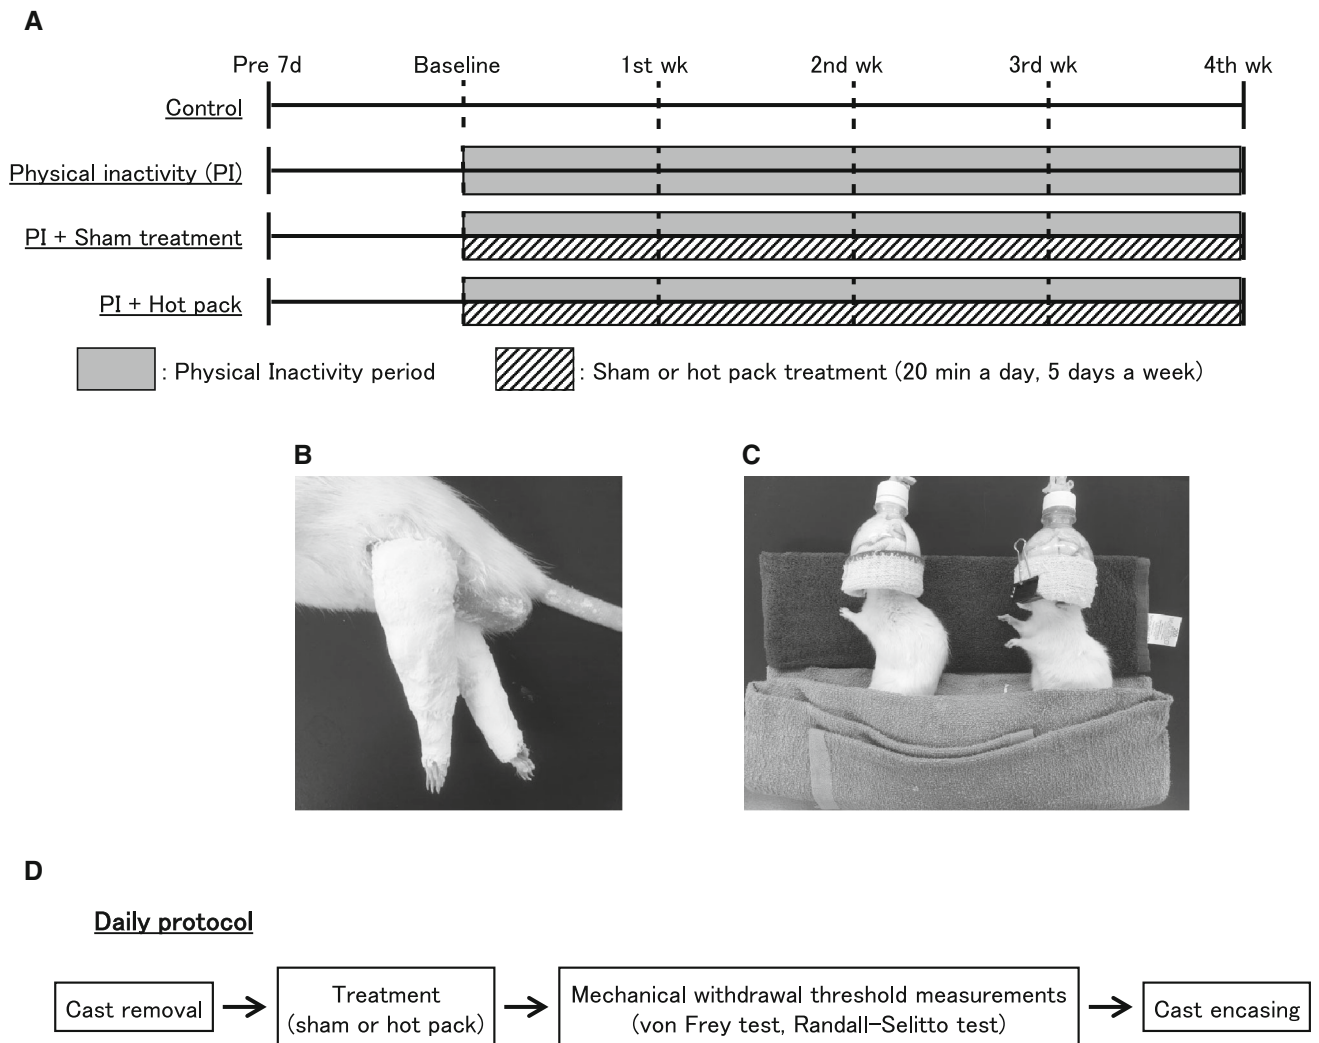 A
Pre 7d Baseline 1st wk 2nd wk 3rd wk 4th wk
Control
Physical inactivity (PI)
PI + Sham treatment
PI + Hot pack
: Physical Inactivity period
: Sham or hot pack treatment (20 min a day, 5 days a week)
B
C
D
Daily protocol
Cast removal
Treatment
(sham or hot pack)
Mechanical withdrawal threshold measurements
(von Frey test, Randall-Selitto test)
Cast encasing